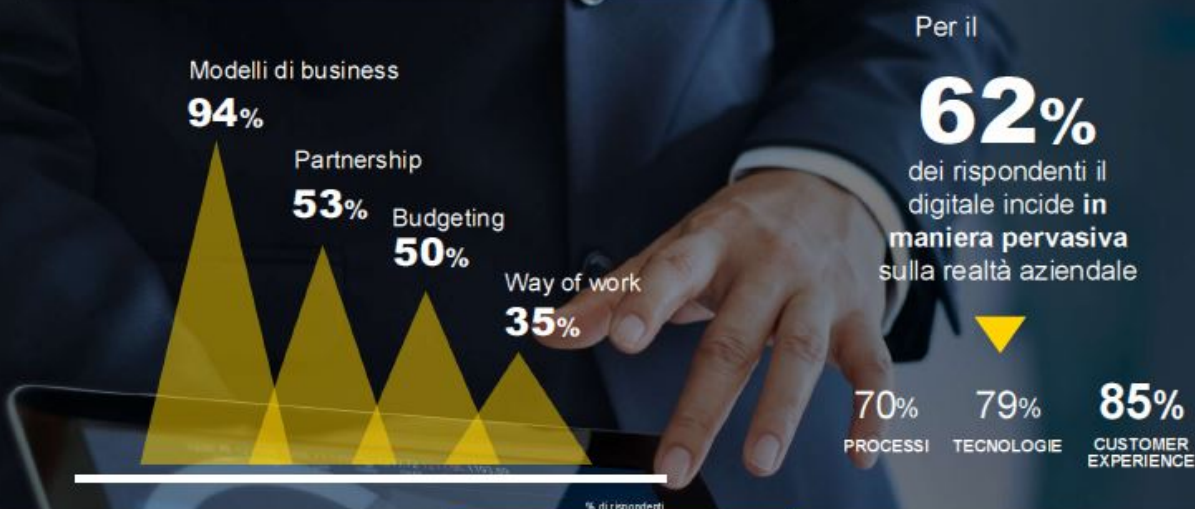 Modelli di business
94%
Partnership
53%
Budgeting
50%
Way of work
35%
% di rispondenti
Per il
62%
dei rispondenti il
digitale incide in
maniera pervasiva
sulla realtà aziendale
70%
PROCESSI
79%
TECNOLOGIE
85%
CUSTOMER
EXPERIENCE